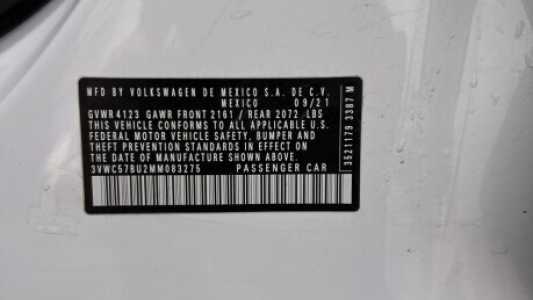 MFD BY VOLKSWAGEN DE MEXICO S.A. DE C.V.
MEXICO 09/21
GVWR 4123 GAWR FRONT 2161 / REAR 2072 LBS
THIS VEHICLE CONFORMS TO ALL APPLICABLE U.S.
FEDERAL MOTOR VEHICLE SAFETY, BUMPER AND
THEFT PREVENTION STANDARDS IN EFFECT ON
THE DATE OF MANUFACTURE SHOWN ABOVE.
3VWC57BU2MM083275 PASSENGER CAR
3521179 3387 M